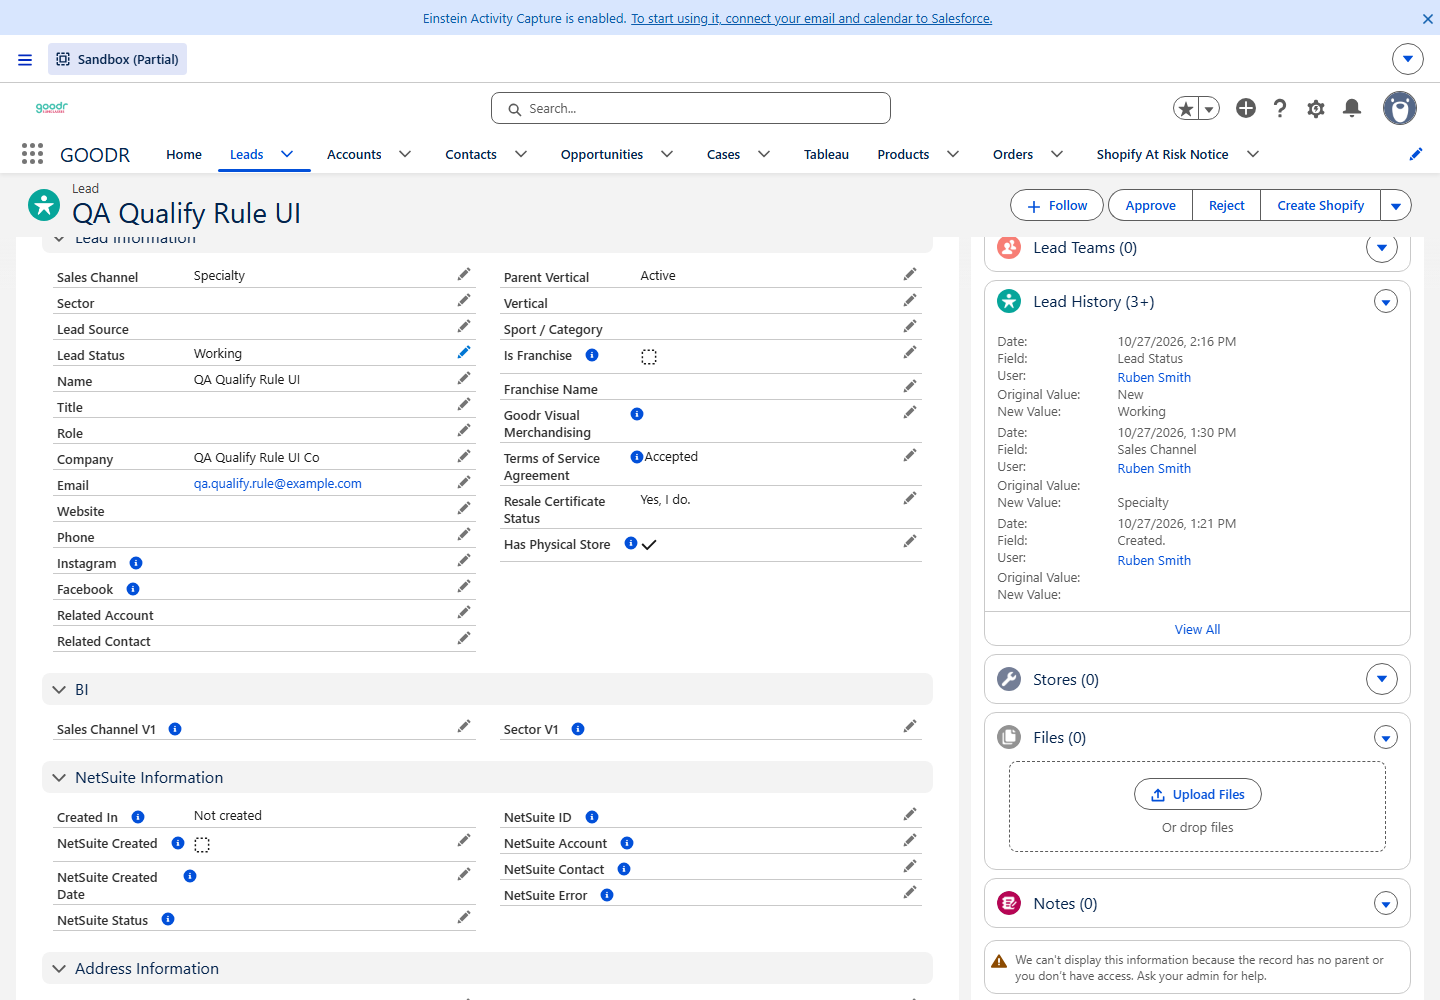 Einstein Activity Capture is enabled. To start using it, connect your email and calendar to Salesforce.
Sandbox (Partial)
goodr
Search...
GOODR
Home
Leads
Accounts
Contacts
Opportunities
Cases
Tableau
Products
Orders
Shopify At Risk Notice
Lead
QA Qualify Rule UI
Follow
Approve
Reject
Create Shopify
Lead Information
Sales Channel Specialty
Sector
Lead Source
Lead Status Working
Name QA Qualify Rule UI
Title
Role
Company QA Qualify Rule UI Co
Email qa.qualify.rule@example.com
Website
Phone
Instagram
Facebook
Related Account
Related Contact
Parent Vertical Active
Vertical
Sport / Category
Is Franchise
Franchise Name
Goodr Visual
Merchandising
Terms of Service Accepted
Agreement
Resale Certificate Yes, I do.
Status
Has Physical Store
BI
Sales Channel V1
Sector V1
NetSuite Information
Created In Not created
NetSuite Created
NetSuite Created
Date
NetSuite Status
NetSuite ID
NetSuite Account
NetSuite Contact
NetSuite Error
Address Information
Lead Teams (0)
Lead History (3+)
Date: 10/27/2026, 2:16 PM
Field: Lead Status
User: Ruben Smith
Original Value: New
New Value: Working
Date: 10/27/2026, 1:30 PM
Field: Sales Channel
User: Ruben Smith
Original Value:
New Value: Specialty
Date: 10/27/2026, 1:21 PM
Field: Created.
User: Ruben Smith
Original Value:
New Value:
View All
Stores (0)
Files (0)
Upload Files
Or drop files
Notes (0)
We can't display this information because the record has no parent or
you don't have access. Ask your admin for help.